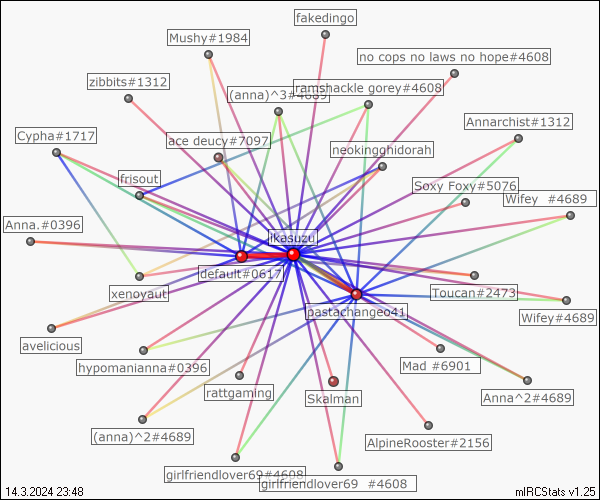 fakedingo
Mushy#1984
no cops no laws no hope#4608
zibbits#1312
(anna)^3#4689
ramshackle gorey#4608
Annarchist#1312
Cypha#1717
ace deucy#7097
neokingghidorah
frisout
Soxy Foxy#5076
Wifey #4689
Anna.#0396
ikasuzu
default#0617
xenoyaut
Toucan#2473
pastachangeo41
Wifey#4689
avelicious
hypomanianna#0396
Mad #6901
rattgaming
Skalman
Anna^2#4689
(anna)^2#4689
AlpineRooster#2156
girlfriendlover69#4608
girlfriendlover69 #4608
14.3.2024 23:48
mIRCStats v1.25